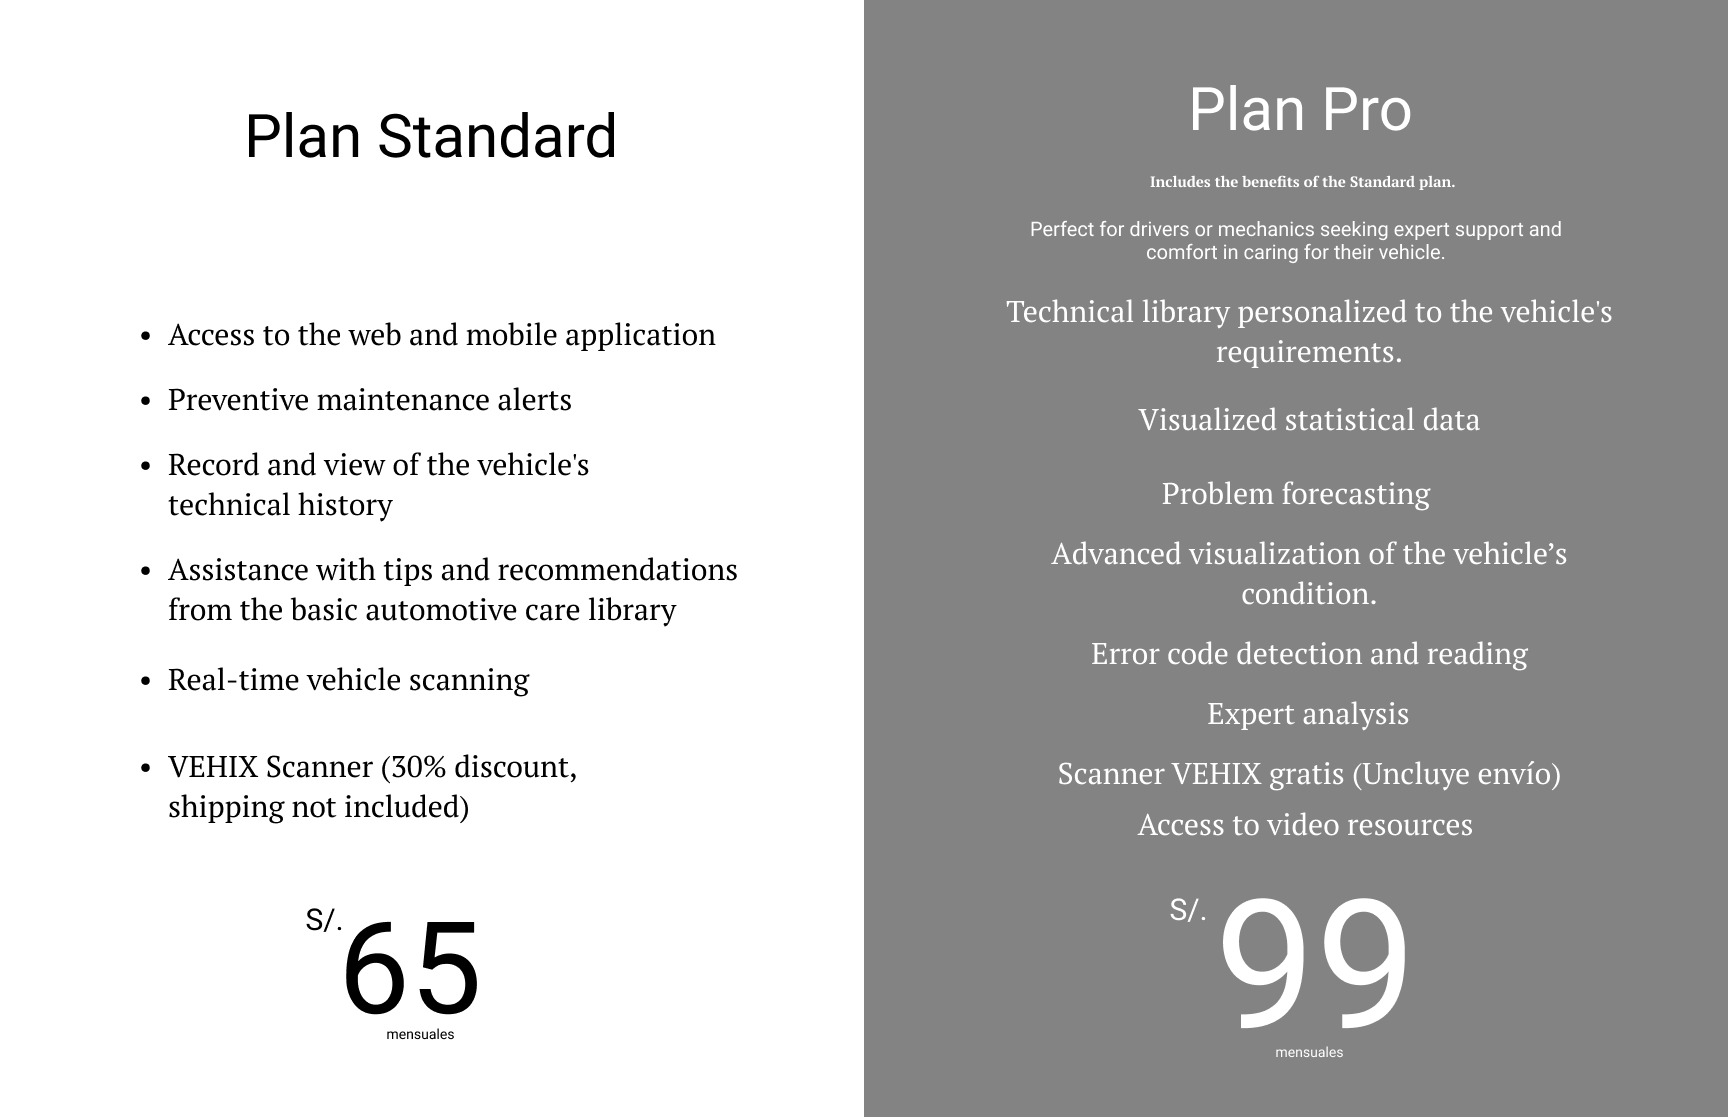 Plan Standard
• Access to the web and mobile application
• Preventive maintenance alerts
• Record and view of the vehicle's
technical history
• Assistance with tips and recommendations
from the basic automotive care library
• Real-time vehicle scanning
• VEHIX Scanner (30% discount,
shipping not included)
S/. 65
mensuales
Plan Pro
Includes the benefits of the Standard plan.
Perfect for drivers or mechanics seeking expert support and
comfort in caring for their vehicle.
Technical library personalized to the vehicle's
requirements.
Visualized statistical data
Problem forecasting
Advanced visualization of the vehicle’s
condition.
Error code detection and reading
Expert analysis
Scanner VEHIX gratis (Uncluye envío)
Access to video resources
S/. 99
mensuales